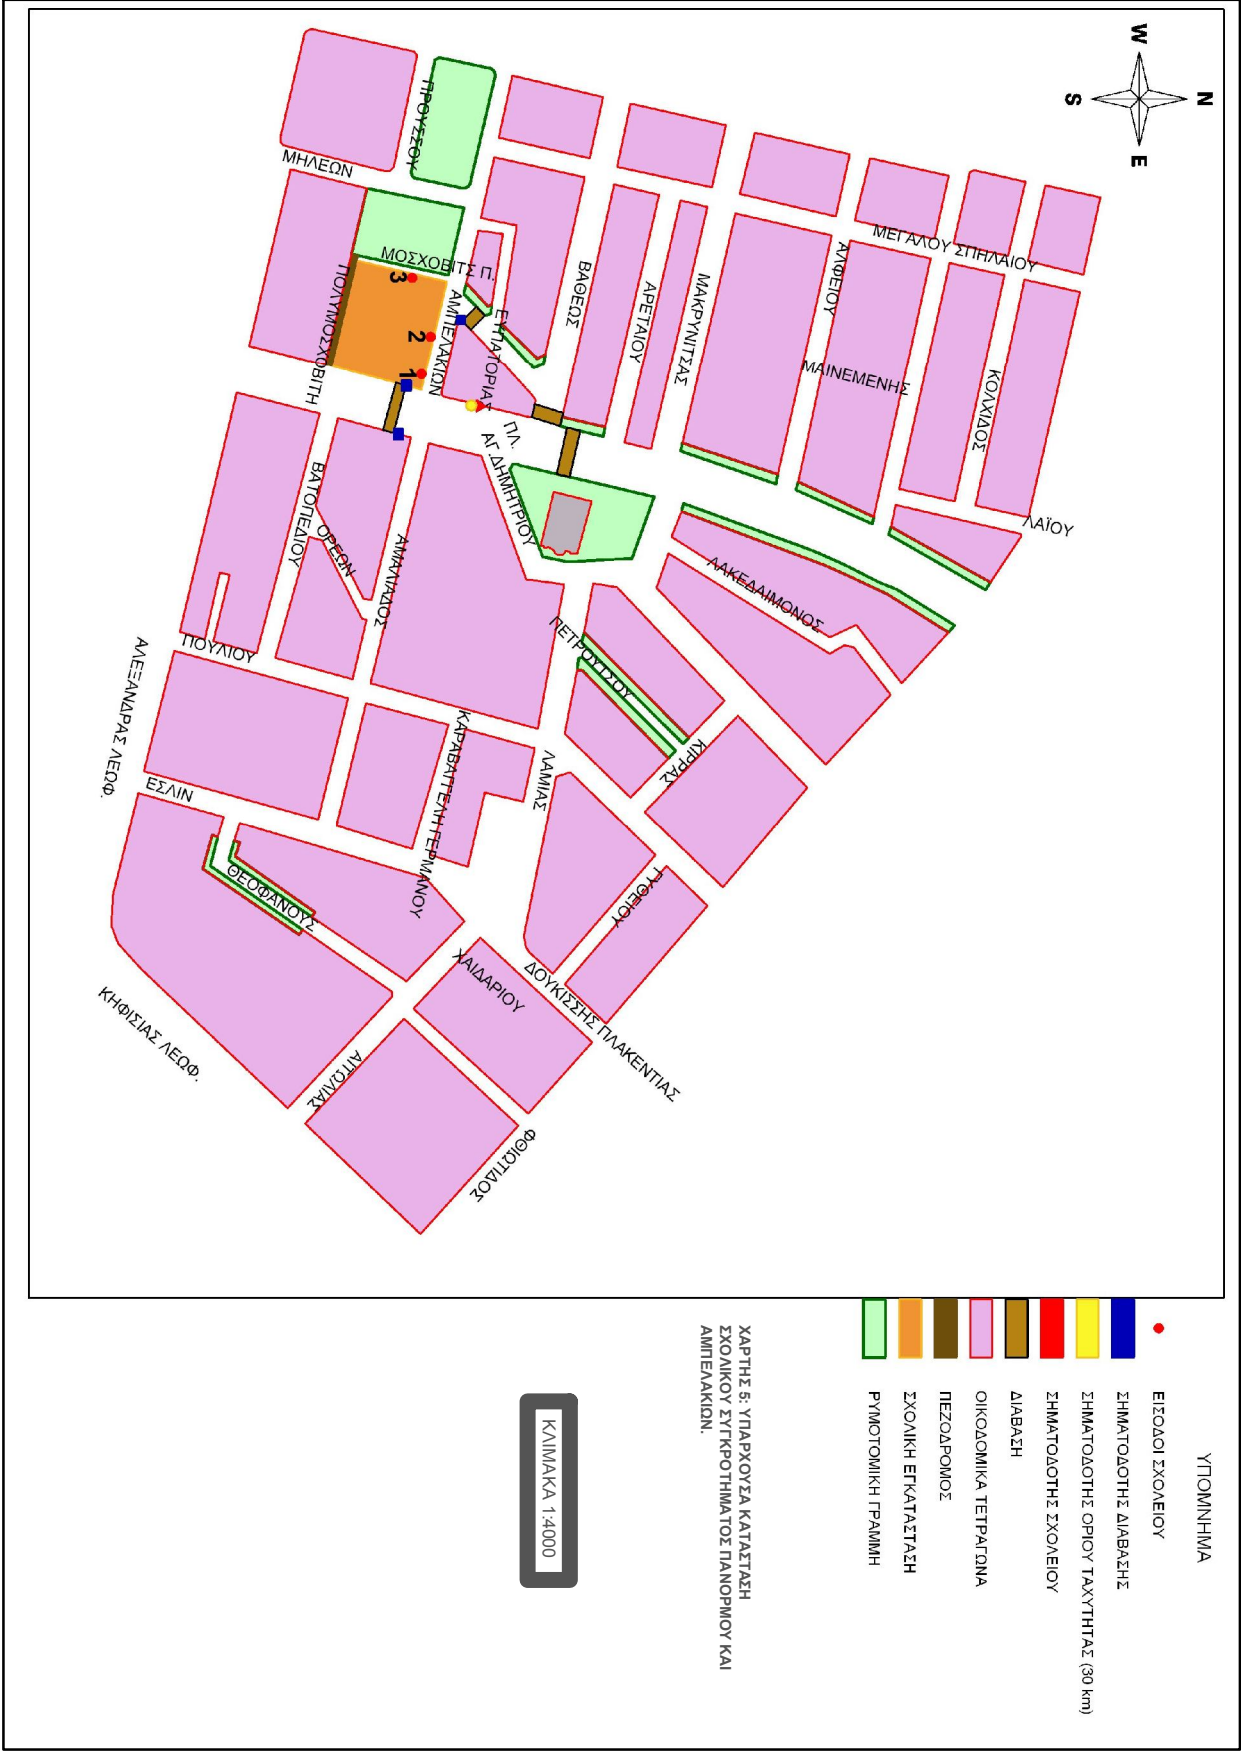 W
N
S
E
ΠΡΟΥΣΣΟΥ
ΜΗΛΕΩΝ
ΜΟΣΧΟΒΙΤΣ Π.
ΠΟΛΥΜΟΣΧΟΒΙΤΗ
3
2
1
ΑΜΠΕΛΑΚΙΩΝ
ΕΥΠΑΤΟΡΙΑΣ
ΒΑΘΕΩΣ
ΑΡΕΤΑΙΟΥ
ΜΑΚΡΥΝΙΤΣΑΣ
ΑΛΦΕΙΟΥ
ΜΕΓΑΛΟΥ ΣΠΗΛΑΙΟΥ
ΜΑΙΝΕΜΕΝΗΣ
ΚΟΛΧΙΔΟΣ
ΛΑΪΟΥ
ΠΛ.
ΑΓ.ΔΗΜΗΤΡΙΟΥ
ΒΑΤΟΠΕΔΙΟΥ
ΟΡΕΩΝ
ΑΜΑΛΙΑΔΟΣ
ΛΑΚΕΔΑΙΜΟΝΟΣ
ΠΕΤΡΟΥΤΣΟΥ
ΚΙΡΡΑΣ
ΠΟΥΛΙΟΥ
ΑΛΕΞΑΝΔΡΑΣ ΛΕΩΦ.
ΕΣΛΙΝ
ΚΑΡΑΒΑΓΓΕΛΗ ΓΕΡΜΑΝΟΥ
ΛΑΜΙΑΣ
ΘΕΟΦΑΝΟΥΣ
ΓΥΘΕΙΟΥ
ΧΑΙΔΑΡΙΟΥ
ΔΟΥΚΙΣΣΗΣ ΠΛΑΚΕΝΤΙΑΣ
ΚΗΦΙΣΙΑΣ ΛΕΩΦ.
ΑΙΤΩΛΙΑΣ
ΦΘΙΩΤΙΔΟΣ
ΥΠΟΜΝΗΜΑ
ΕΙΣΟΔΟΙ ΣΧΟΛΕΙΟΥ
ΣΗΜΑΤΟΔΟΤΗΣ ΔΙΑΒΑΣΗΣ
ΣΗΜΑΤΟΔΟΤΗΣ ΟΡΙΟΥ ΤΑΧΥΤΗΤΑΣ (30 km)
ΣΗΜΑΤΟΔΟΤΗΣ ΣΧΟΛΕΙΟΥ
ΔΙΑΒΑΣΗ
ΟΙΚΟΔΟΜΙΚΑ ΤΕΤΡΑΓΩΝΑ
ΠΕΖΟΔΡΟΜΟΣ
ΣΧΟΛΙΚΗ ΕΓΚΑΤΑΣΤΑΣΗ
ΡΥΜΟΤΟΜΙΚΗ ΓΡΑΜΜΗ
ΧΑΡΤΗΣ 5: ΥΠΑΡΧΟΥΣΑ ΚΑΤΑΣΤΑΣΗ
ΣΧΟΛΙΚΟΥ ΣΥΓΚΡΟΤΗΜΑΤΟΣ ΠΑΝΟΡΜΟΥ ΚΑΙ
ΑΜΠΕΛΑΚΙΩΝ.
ΚΛΙΜΑΚΑ 1:4000